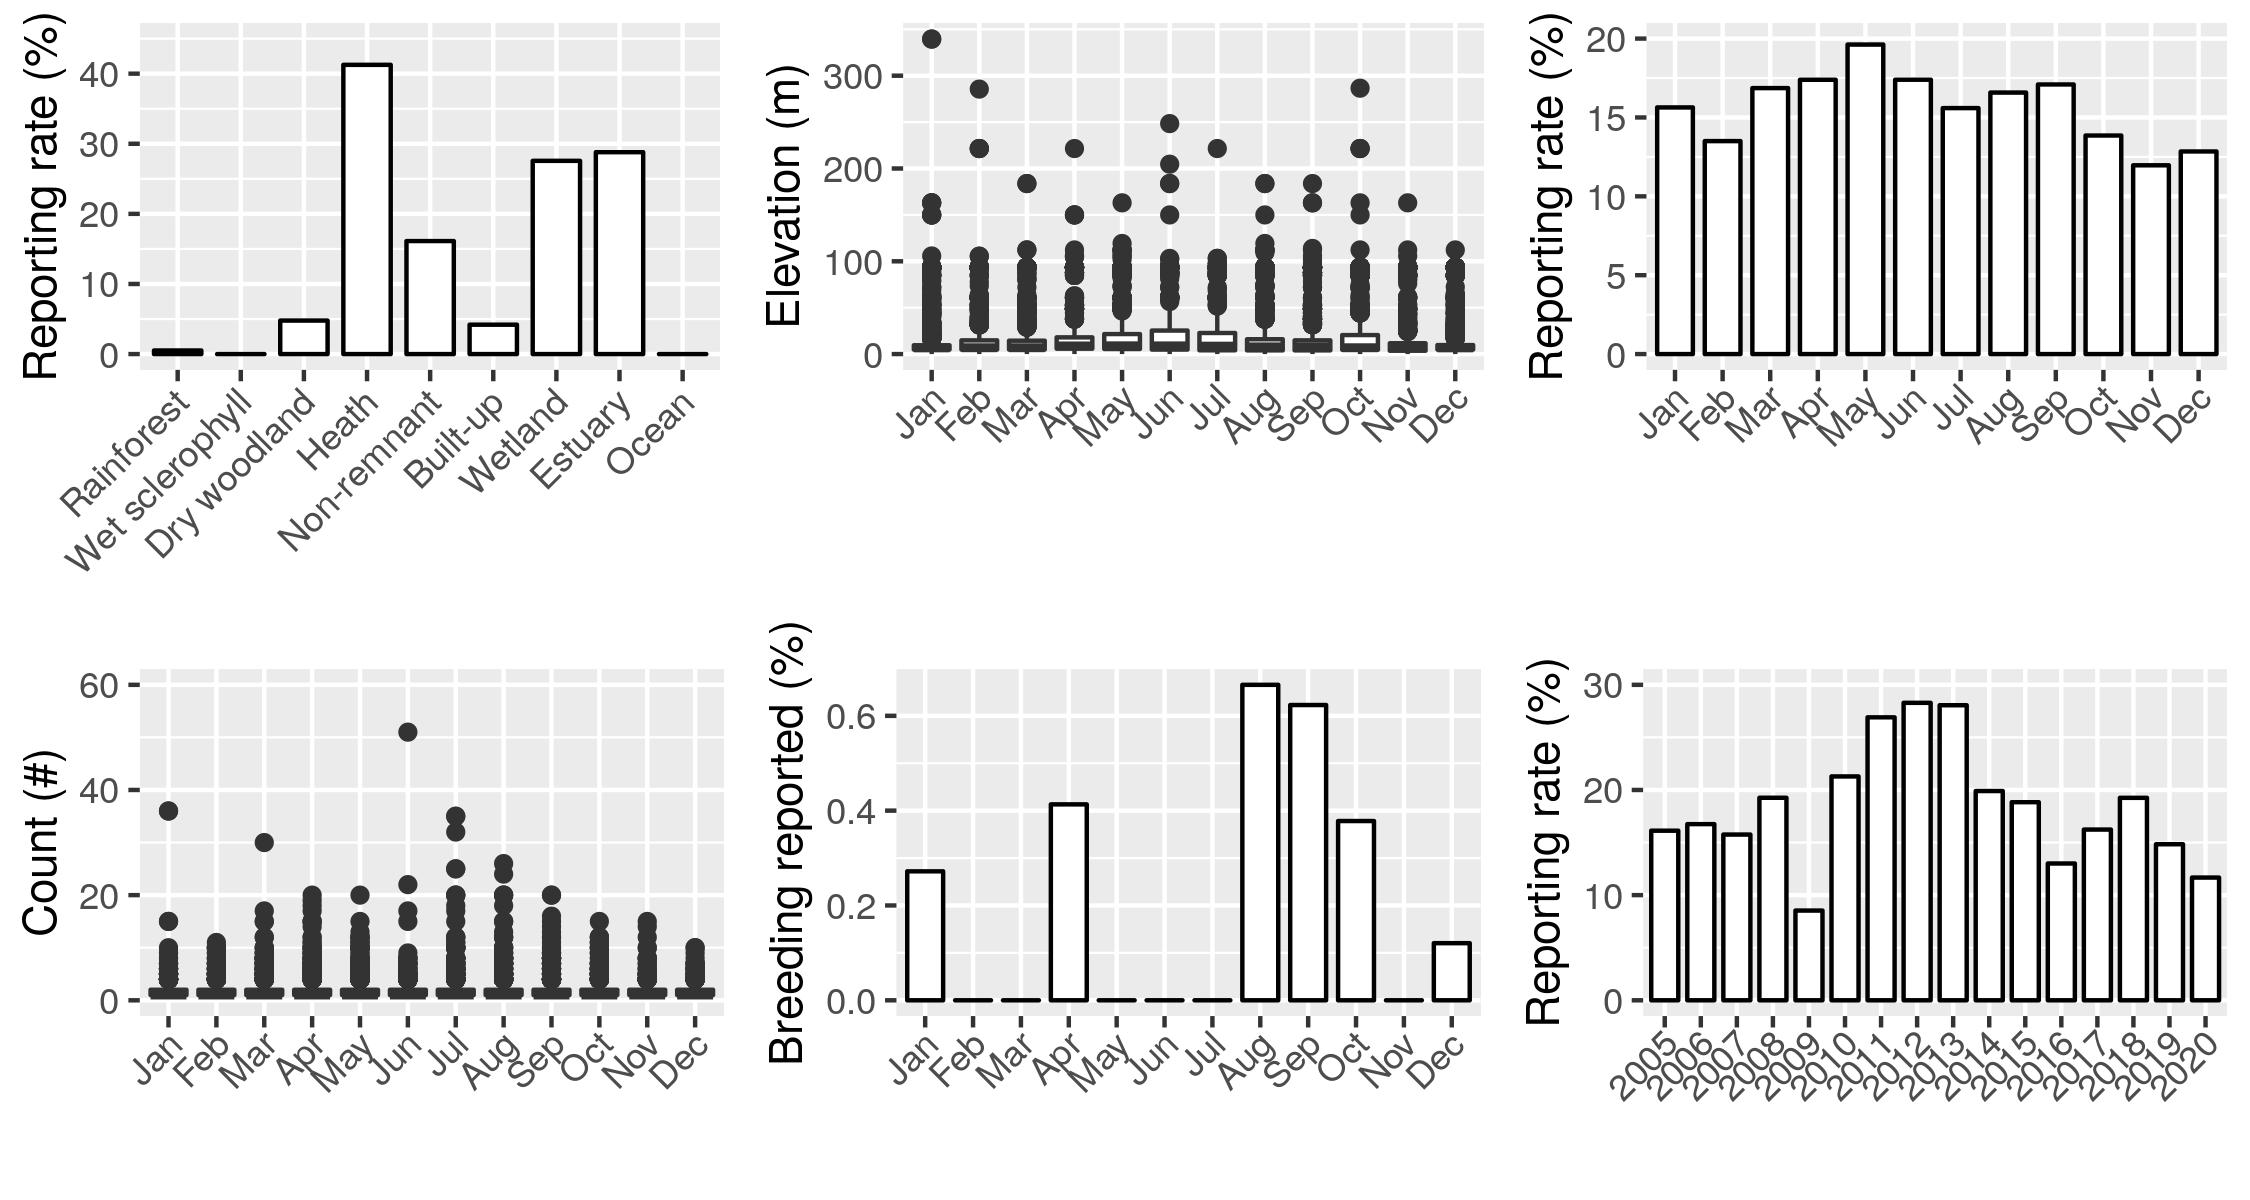 Reporting rate (%)
40
30
20
10
0
Rainforest
Wet sclerophyll
Dry woodland
Heath
Non-remnant
Built-up
Wetland
Estuary
Ocean
Elevation (m)
300
200
100
0
Jan
Feb
Mar
Apr
May
Jun
Jul
Aug
Sep
Oct
Nov
Dec
Reporting rate (%)
20
15
10
5
0
Jan
Feb
Mar
Apr
May
Jun
Jul
Aug
Sep
Oct
Nov
Dec
Count (#)
60
40
20
0
Jan
Feb
Mar
Apr
May
Jun
Jul
Aug
Sep
Oct
Nov
Dec
Breeding reported (%)
0.6
0.4
0.2
0.0
Jan
Feb
Mar
Apr
May
Jun
Jul
Aug
Sep
Oct
Nov
Dec
Reporting rate (%)
30
20
10
0
2005
2006
2007
2008
2009
2010
2011
2012
2013
2014
2015
2016
2017
2018
2019
2020